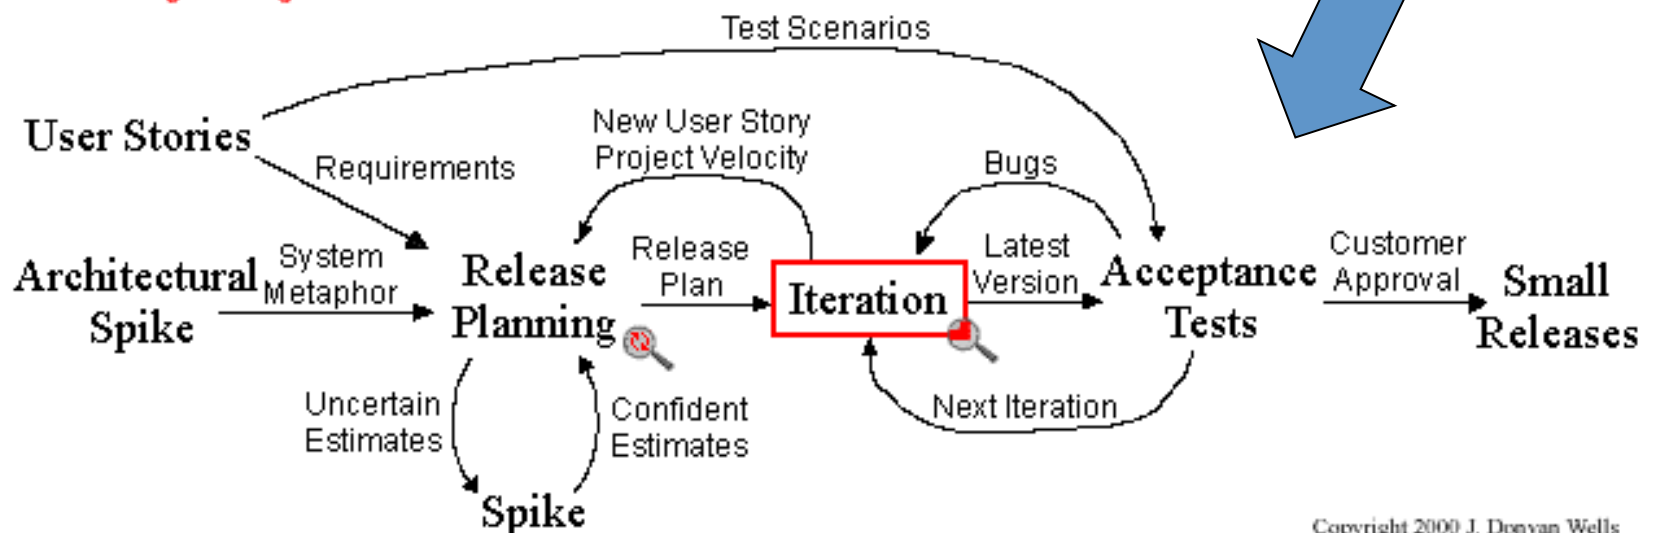 Test Scenarios
User Stories
New User Story
Project Velocity
Requirements
Bugs
Architectural
Spike
System
Metaphor
Release
Planning
Release
Plan
Iteration
Latest
Version
Acceptance
Tests
Customer
Approval
Small
Releases
Uncertain
Estimates
Confident
Estimates
Next Iteration
Spike
Copyright 2000 J. Donvan Wells